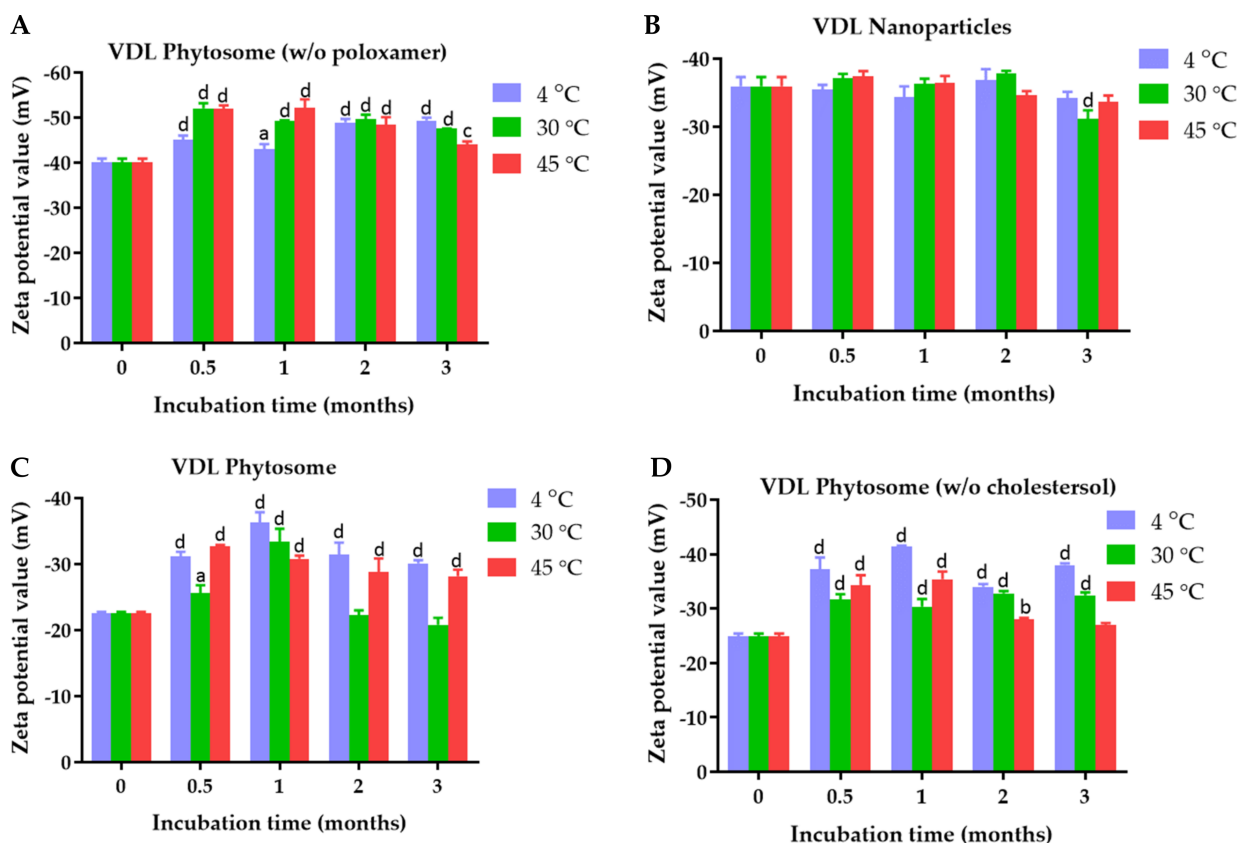 A
VDL Phytosome (w/o poloxamer)
Zeta potential value (mV)
-60
-50
-40
-30
-20
-10
0
d d d
a d d
d d d
d d c
0 0.5 1 2 3
Incubation time (months)
4 °C
30 °C
45 °C
B
VDL Nanoparticles
Zeta potential value (mV)
-40
-30
-20
-10
0
d
0 0.5 1 2 3
Incubation time (months)
4 °C
30 °C
45 °C
C
VDL Phytosome
Zeta potential value (mV)
-40
-30
-20
-10
0
d a d
d d d
d d
d d
0 0.5 1 2 3
Incubation time (months)
4 °C
30 °C
45 °C
D
VDL Phytosome (w/o cholestersol)
Zeta potential value (mV)
-50
-40
-30
-20
-10
0
d d d
d d d
d d b
d d
0 0.5 1 2 3
Incubation time (months)
4 °C
30 °C
45 °C